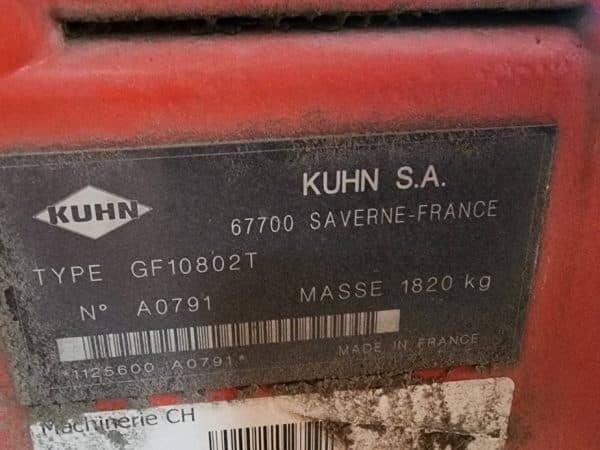 KUHN
KUHN S.A.
67700 SAVERNE-FRANCE
TYPE GF10802T
N° A0791 MASSE 1820 kg
*1125600 A0791*
MADE IN FRANCE
Machinerie CH